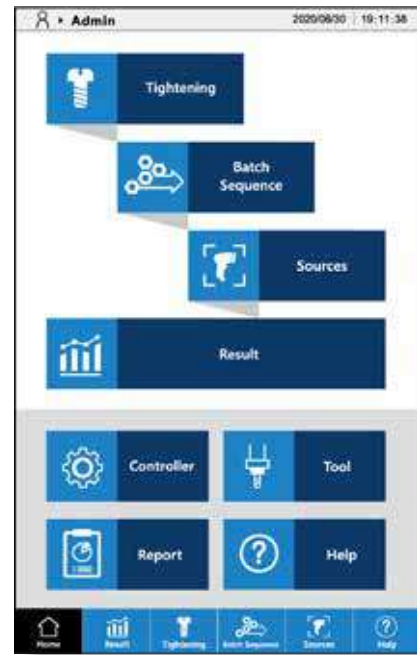 Admin
2020/06/30 19:11:38
Tightening
Batch
Sequence
Sources
Result
Controller
Tool
Report
Help
Home
Result
Tightening
Batch Sequence
Sources
Help